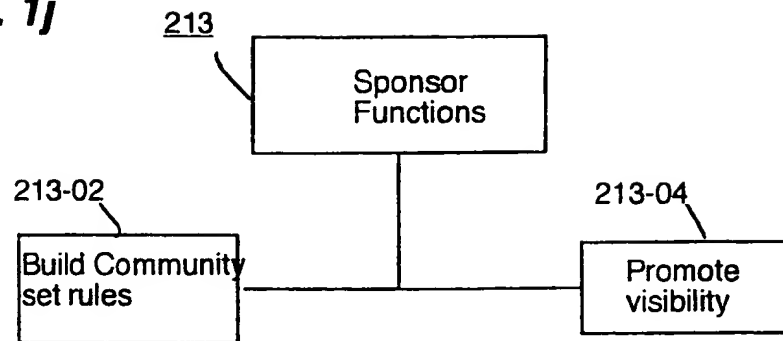 . 1j
213
Sponsor
Functions
213-02
213-04
Build Community
set rules
Promote
visibility